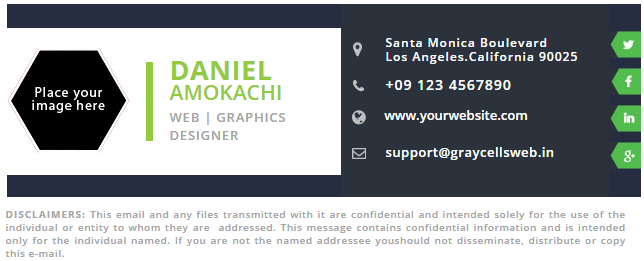 Place your
image here
DANIEL
AMOKACHI
WEB | GRAPHICS
DESIGNER
Santa Monica Boulevard
Los Angeles.California 90025
+09 123 4567890
www.yourwebsite.com
support@graycellsweb.in
f
in
g+
DISCLAIMERS: This email and any files transmitted with it are confidential and intended solely for the use of the
individual or entity to whom they are addressed. This message contains confidential information and is intended
only for the individual named. If you are not the named addressee youshould not disseminate, distribute or copy
this e-mail.